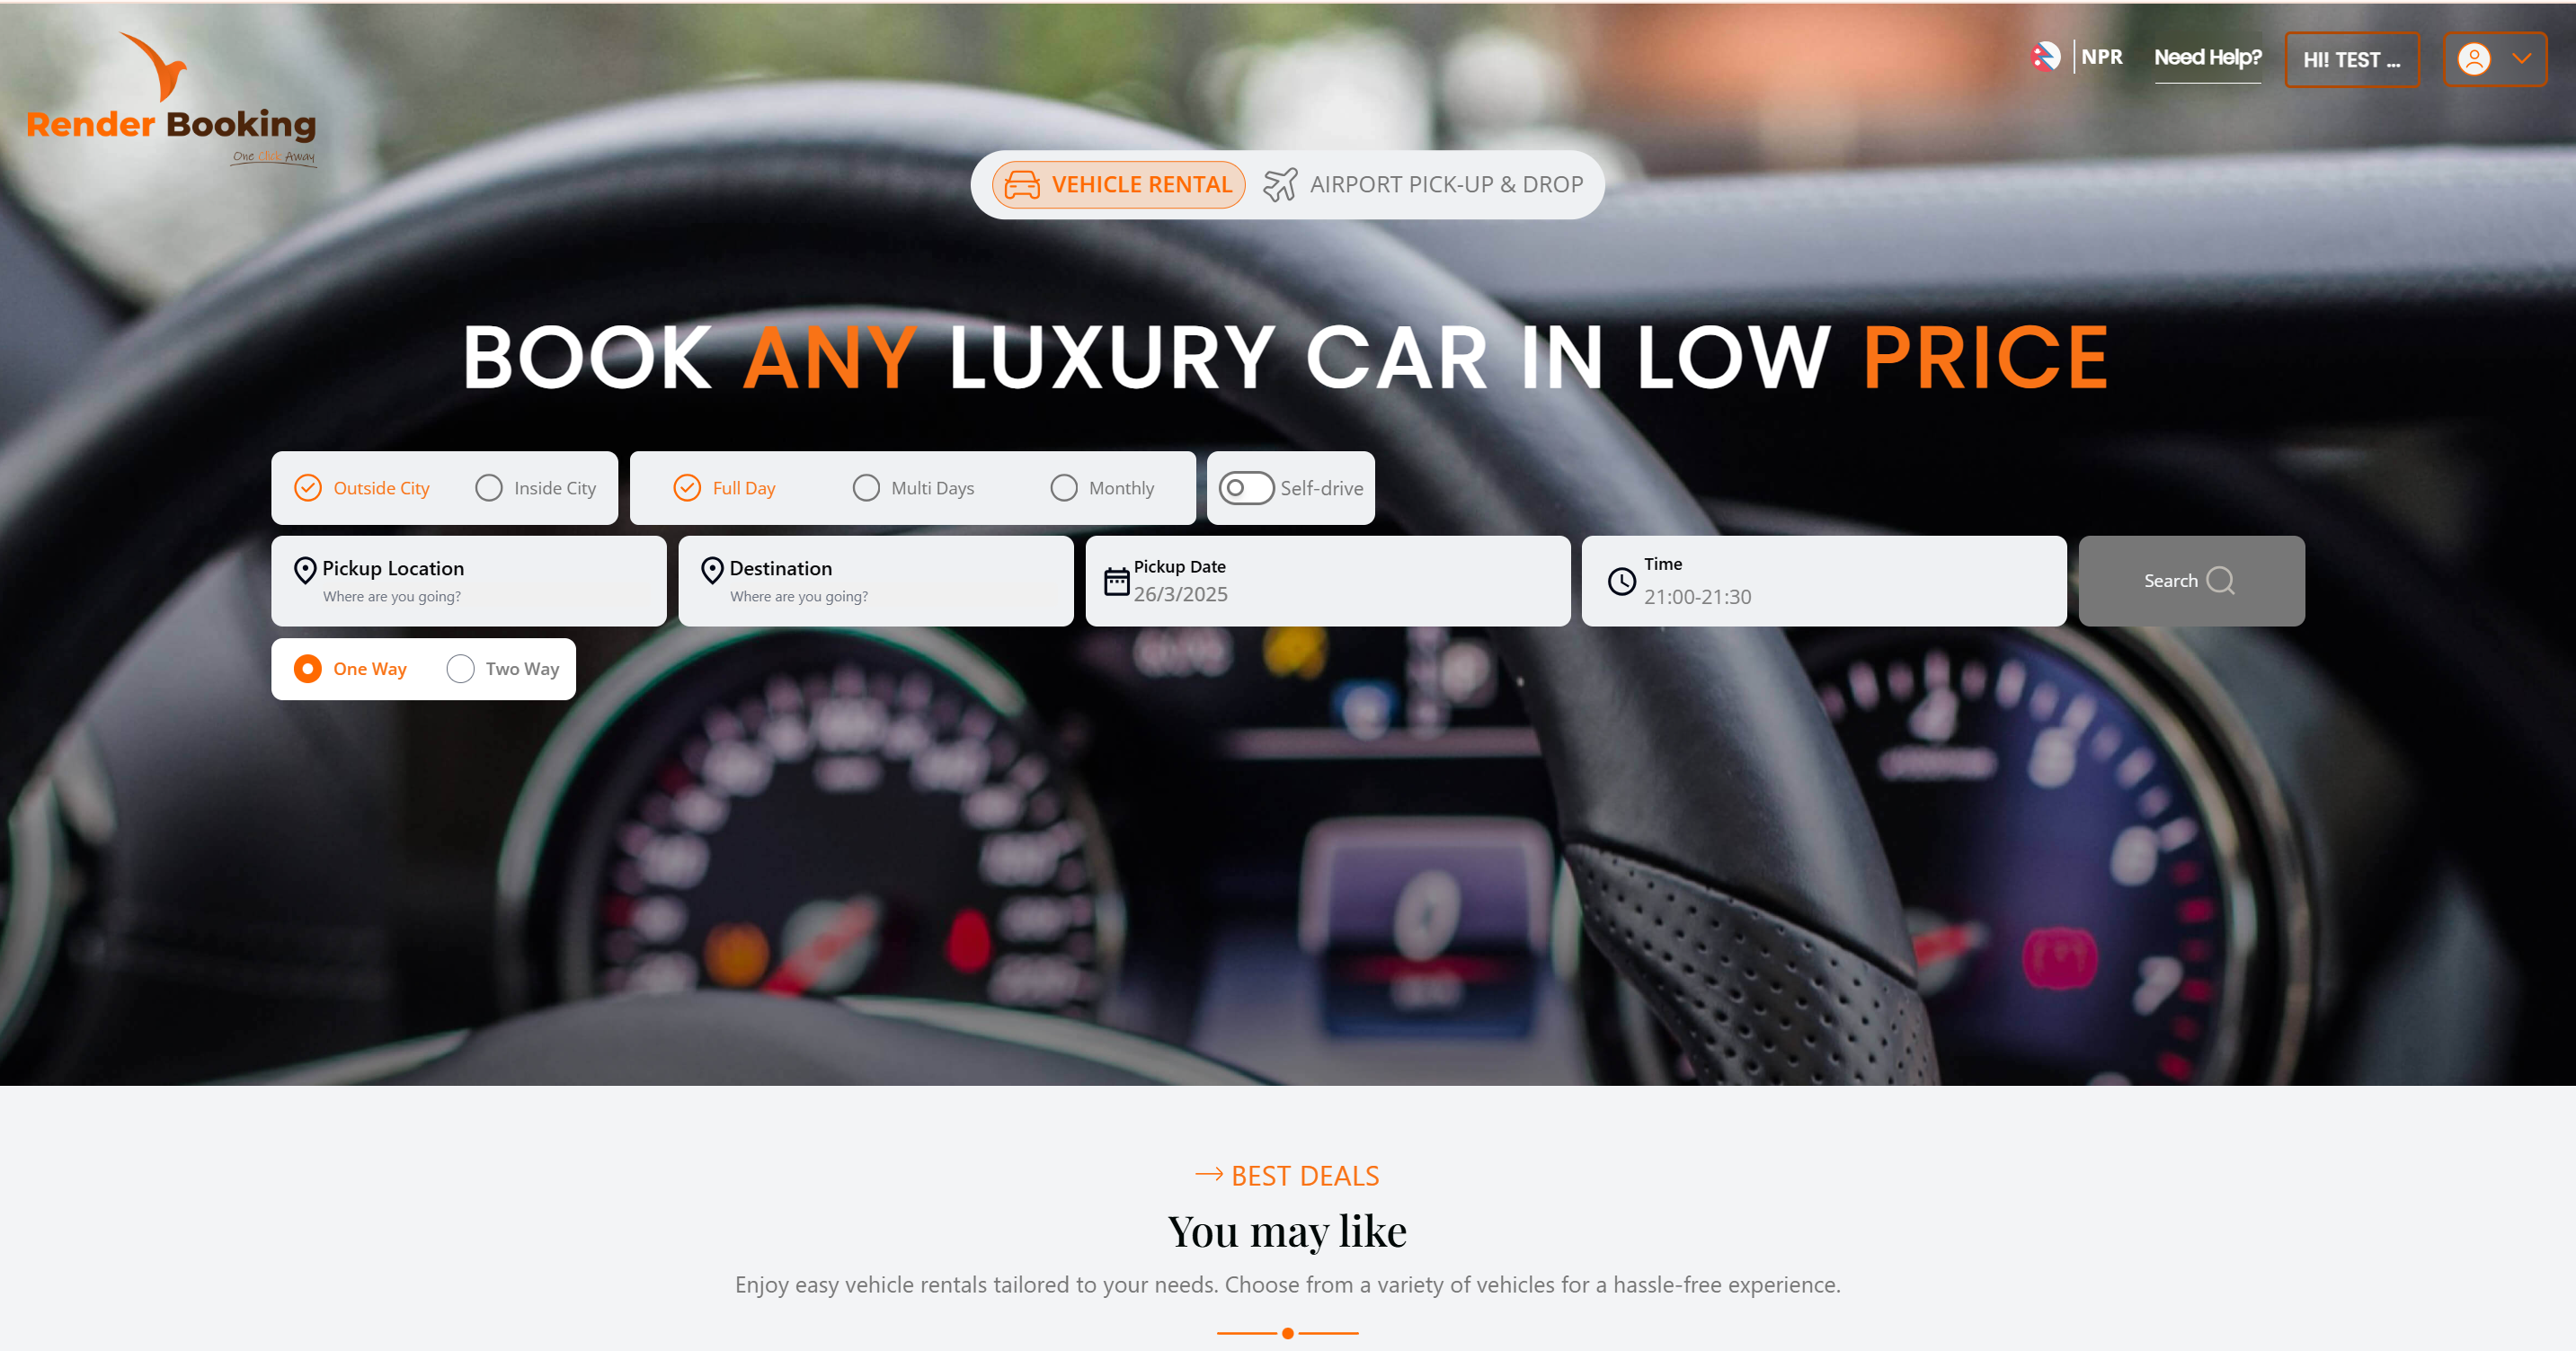 Render Booking
One Click Away
NPR
Need Help?
HI! TEST ...
VEHICLE RENTAL
AIRPORT PICK-UP & DROP
BOOK ANY LUXURY CAR IN LOW PRICE
Outside City
Inside City
Full Day
Multi Days
Monthly
Self-drive
Pickup Location
Where are you going?
Destination
Where are you going?
Pickup Date
26/3/2025
Time
21:00-21:30
Search
One Way
Two Way
BEST DEALS
You may like
Enjoy easy vehicle rentals tailored to your needs. Choose from a variety of vehicles for a hassle-free experience.